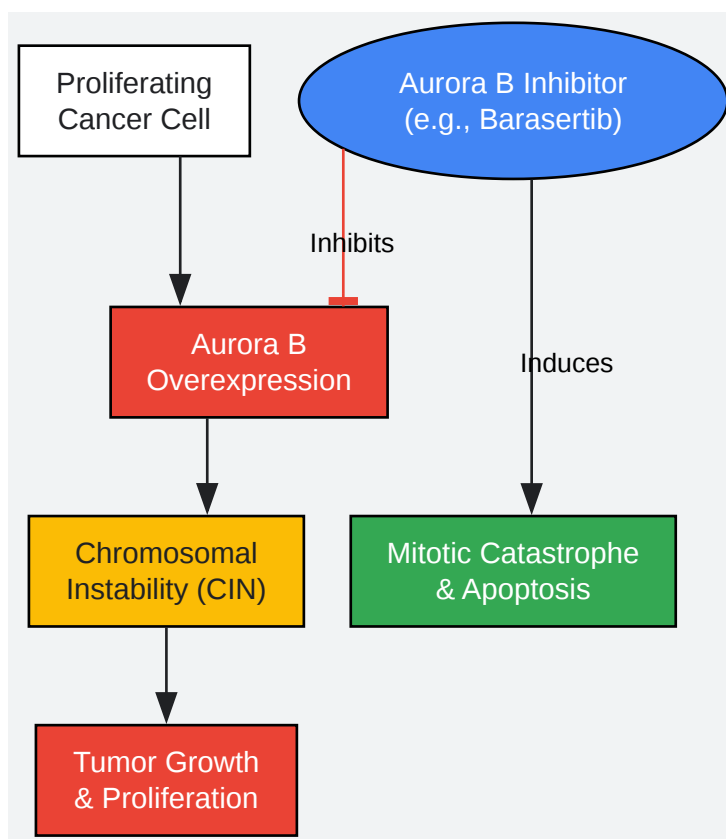 Proliferating
Cancer Cell
Aurora B Inhibitor
(e.g., Barasertib)
Inhibits
Aurora B
Overexpression
Induces
Chromosomal
Instability (CIN)
Mitotic Catastrophe
& Apoptosis
Tumor Growth
& Proliferation